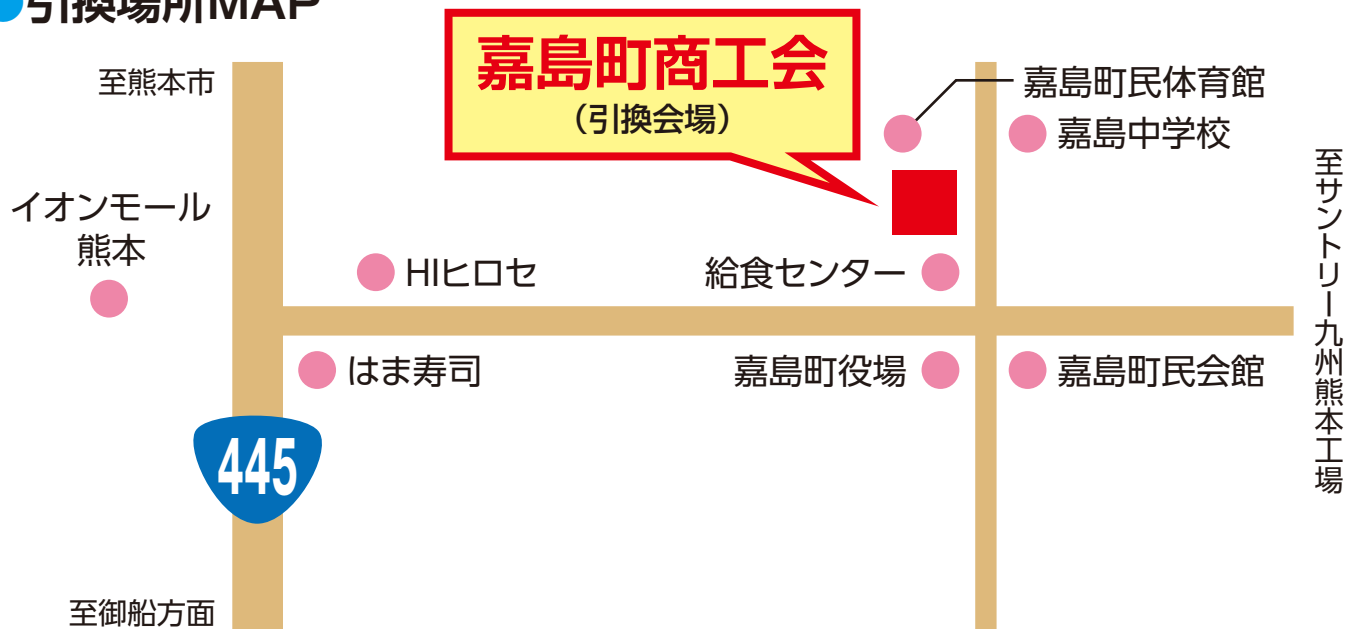 引換場所MAP
至熊本市
嘉島町商工会
（引換会場）
嘉島町民体育館
嘉島中学校
イオンモール
熊本
HIヒロセ
給食センター
至サントリー九州熊本工場
はま寿司
嘉島町役場
嘉島町民会館
445
至御船方面